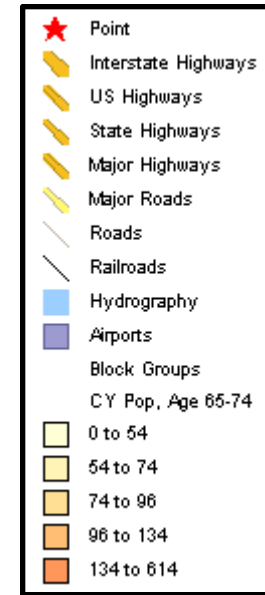 Point
Interstate Highways
US Highways
State Highways
Major Highways
Major Roads
Roads
Railroads
Hydrography
Airports
Block Groups
CY Pop, Age 65-74
0 to 54
54 to 74
74 to 96
96 to 134
134 to 614